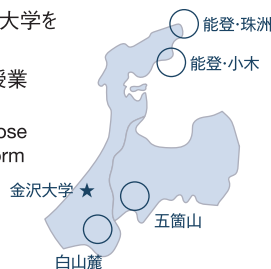 大学を
授業
ose
orm
能登・珠洲
能登・小木
金沢大学
五箇山
白山麓